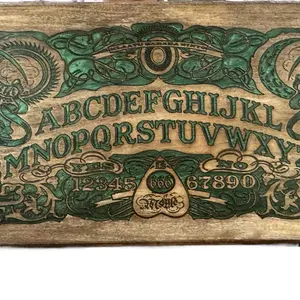 ABCDEFGHIJKL
MNOPQRSTUVWXY
12345 666 67890